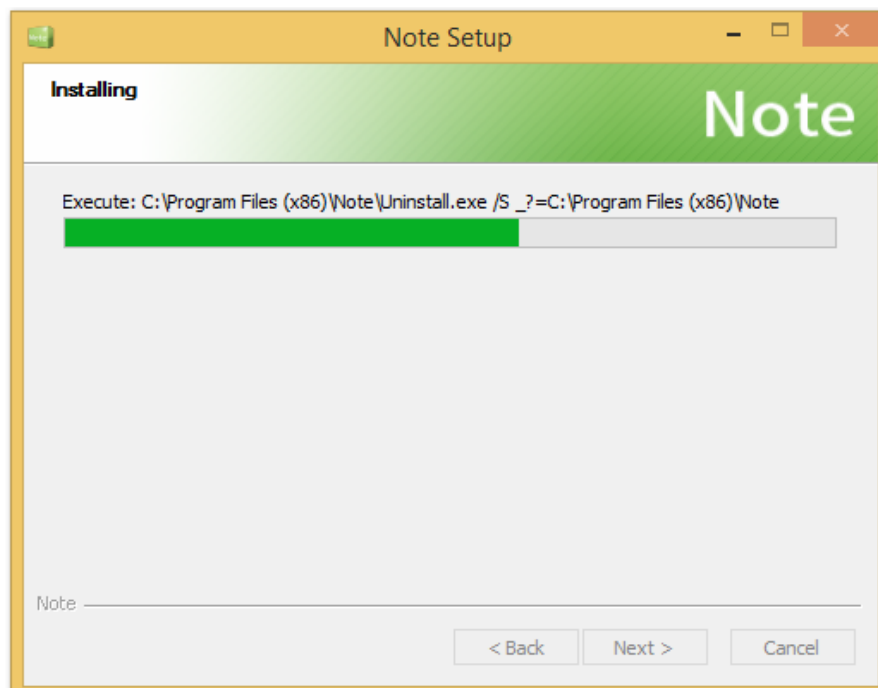 Note Setup
Installing
Note
Execute: C:\Program Files (x86)\Note\Uninstall.exe /S _?=C:\Program Files (x86)\Note
Note
< Back Next > Cancel